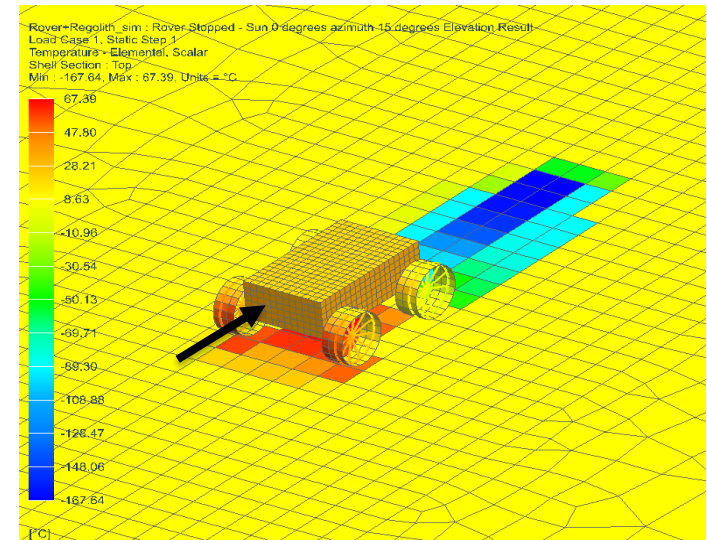 Rover+Regolith_sim : Rover Stopped - Sun 0 degrees azimuth 15 degrees Elevation Result
Load Case 1, Static Step 1
Temperature - Elemental, Scalar
Shell Section : Top
Min : -167.64, Max : 67.39, Units = °C
67.39
47.80
28.21
8.63
-10.96
-30.54
-50.13
-69.71
-89.30
-108.88
-128.47
-148.06
-167.64
[°C]